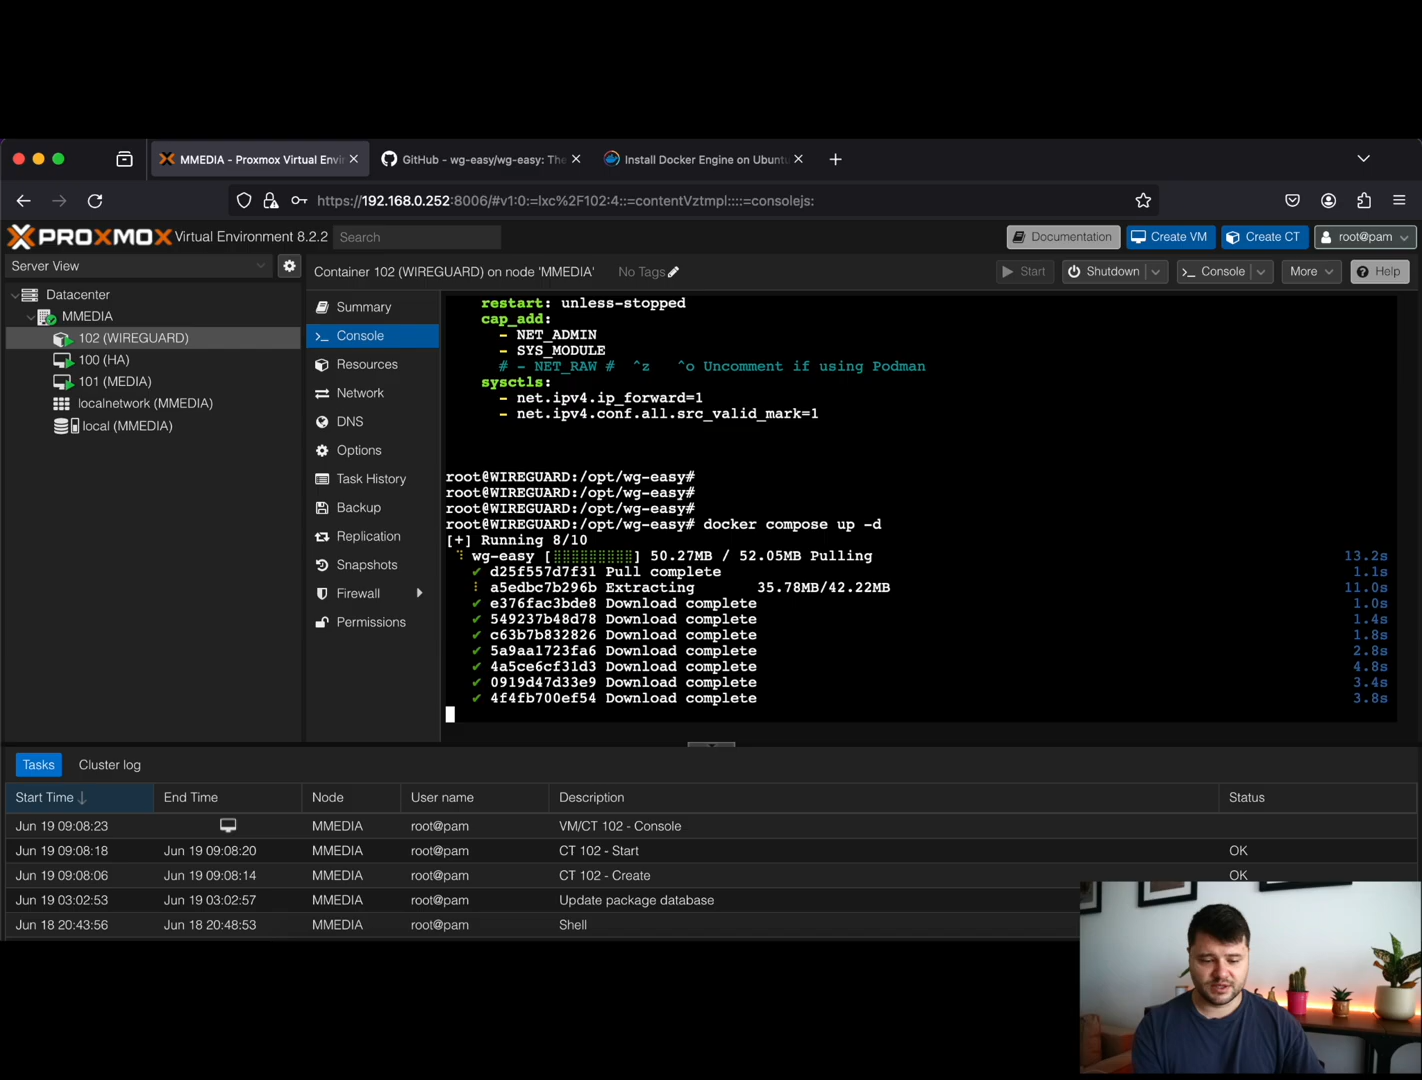 MMEDIA - Proxmox Virtual Envir
GitHub - wg-easy/wg-easy: The
Install Docker Engine on Ubuntu
https://192.168.0.252:8006/#v1:0:=lxc%2F102:4::=contentVztmpl::::=consolejs:
PROXMOX Virtual Environment 8.2.2
Search
Documentation
Create VM
Create CT
root@pam
Server View
Container 102 (WIREGUARD) on node 'MMEDIA'
No Tags
Start
Shutdown
Console
More
Help
Datacenter
MMEDIA
102 (WIREGUARD)
100 (HA)
101 (MEDIA)
localnetwork (MMEDIA)
local (MMEDIA)
Summary
Console
Resources
Network
DNS
Options
Task History
Backup
Replication
Snapshots
Firewall
Permissions
restart: unless-stopped
cap_add:
- NET_ADMIN
- SYS_MODULE
# - NET_RAW # ^z ^o Uncomment if using Podman
sysctls:
- net.ipv4.ip_forward=1
- net.ipv4.conf.all.src_valid_mark=1
root@WIREGUARD:/opt/wg-easy#
root@WIREGUARD:/opt/wg-easy#
root@WIREGUARD:/opt/wg-easy#
root@WIREGUARD:/opt/wg-easy# docker compose up -d
[+] Running 8/10
wg-easy [⣿⣿⣿⣿⣿⣿⣿⣿⣿] 50.27MB / 52.05MB Pulling 13.2s
✔ d25f557d7f31 Pull complete 1.1s
a5edbc7b296b Extracting 35.78MB/42.22MB 11.0s
✔ e376fac3bde8 Download complete 1.0s
✔ 549237b48d78 Download complete 1.4s
✔ c63b7b832826 Download complete 1.8s
✔ 5a9aa1723fa6 Download complete 2.8s
✔ 4a5ce6cf31d3 Download complete 4.8s
✔ 0919d47d33e9 Download complete 3.4s
✔ 4f4fb700ef54 Download complete 3.8s
Tasks
Cluster log
Start Time
End Time
Node
User name
Description
Status
Jun 19 09:08:23 MMEDIA root@pam VM/CT 102 - Console
Jun 19 09:08:18 Jun 19 09:08:20 MMEDIA root@pam CT 102 - Start OK
Jun 19 09:08:06 Jun 19 09:08:14 MMEDIA root@pam CT 102 - Create OK
Jun 19 03:02:53 Jun 19 03:02:57 MMEDIA root@pam Update package database
Jun 18 20:43:56 Jun 18 20:48:53 MMEDIA root@pam Shell